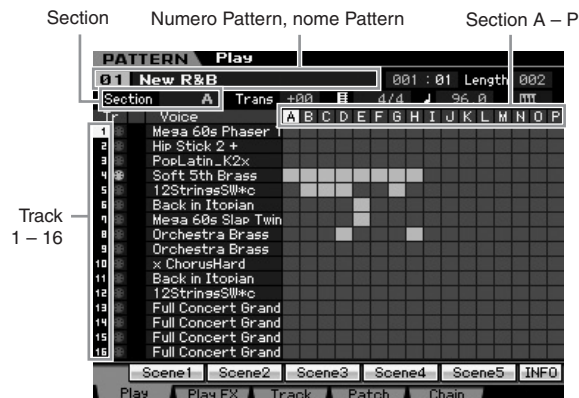 Section
Numero Pattern, nome Pattern
Section A – P
PATTERN Play
01 New R&B 001 : 01 Length 002
Section A Trans +00 4/4 ♩ 96.0
Tr Voice A B C D E F G H I J K L M N O P
1 Mega 60s Phaser 1
2 Hip Stick 2 +
3 PopLatin_K2x
4 Soft 5th Brass
5 12StringsSW*c
6 Back in Itopian
7 Mega 60s Slap Twin
8 Orchestra Brass
9 Orchestra Brass
10 x ChorusHard
11 Back in Itopian
12 12StringsSW*c
13 Full Concert Grand
14 Full Concert Grand
15 Full Concert Grand
16 Full Concert Grand
Track
1 – 16
Scene1 Scene2 Scene3 Scene4 Scene5 INFO
Play Play FX Track Patch Chain